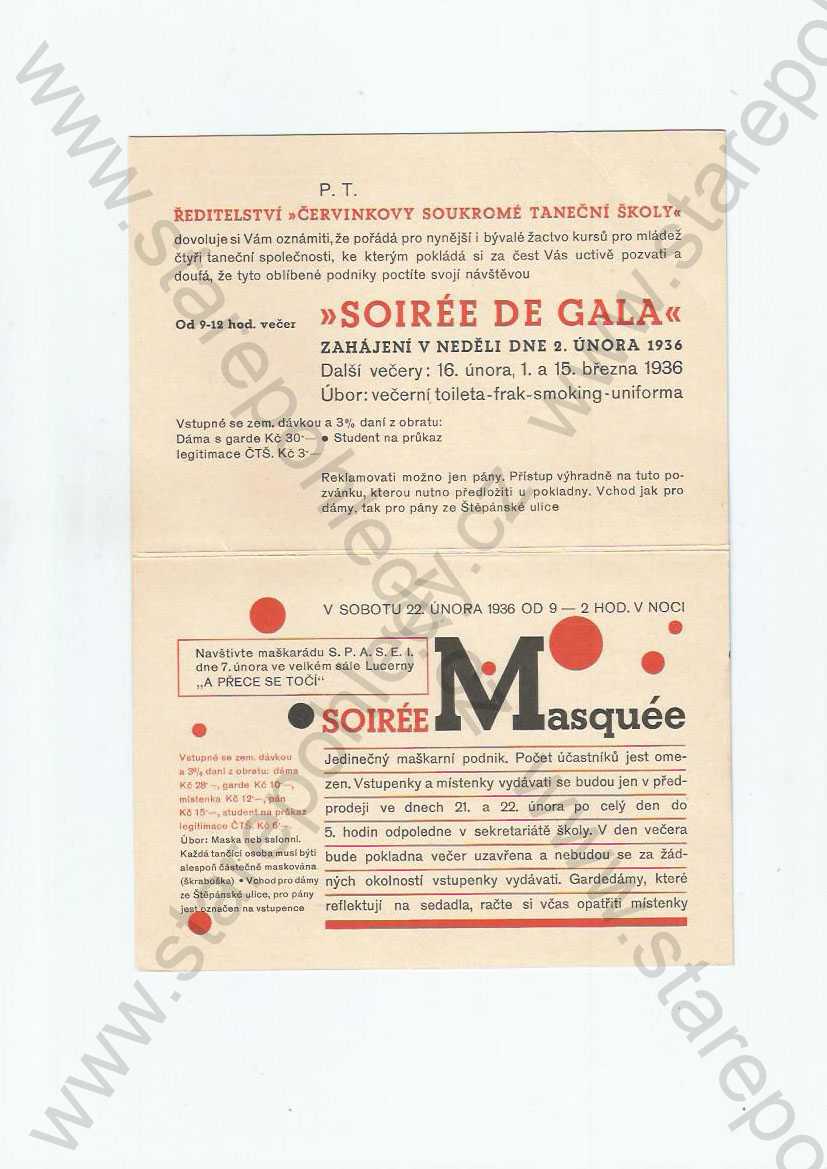 P. T.
ŘEDITELSTVÍ »ČERVINKOVY SOUKROMÉ TANEČNÍ ŠKOLY«
dovoluje si Vám oznámiti, že pořádá pro nynější i bývalé žactvo kursů pro mládež
čtyři taneční společnosti, ke kterým pokládá si za čest Vás uctivě pozvati a
doufá, že tyto oblíbené podniky poctíte svojí návštěvou
Od 9-12 hod. večer
»SOIRÉE DE GALA«
ZAHÁJENÍ V NEDĚLI DNE 2. ÚNORA 1936
Další večery: 16. února, 1. a 15. března 1936
Úbor: večerní toileta-frak-smoking-uniforma
Vstupné se zem. dávkou a 3% daní z obratu:
Dáma s garde Kč 30·— ● Student na průkaz
legitimace ČTŠ. Kč 3·—
Reklamovati možno jen pány. Přístup výhradně na tuto po-
zvánku, kterou nutno předložiti u pokladny. Vchod jak pro
dámy, tak pro pány ze Štěpánské ulice
V SOBOTU 22. ÚNORA 1936 OD 9 — 2 HOD. V NOCI
Navštivte maškarádu S. P. A. S. E. I.
dne 7. února ve velkém sále Lucerny
„A PŘECE SE TOČÍ“
SOIRÉE Masquée
Vstupné se zem. dávkou
a 3% daní z obratu: dáma
Kč 28·—, garde Kč 10·—,
místenka Kč 12·—, pán
Kč 15·—, student na průkaz
legitimace ČTŠ. Kč 6·—
Úbor: Maska neb salonní.
Každá tančící osoba musí býti
alespoň částečně maskována
(škraboška) • Vchod pro dámy
ze Štěpánské ulice, pro pány
jest označen na vstupence
Jedinečný maškarní podnik. Počet účastníků jest ome-
zen. Vstupenky a místenky vydávati se budou jen v před-
prodeji ve dnech 21. a 22. února po celý den do
5. hodin odpoledne v sekretariátě školy. V den večera
bude pokladna večer uzavřena a nebudou se za žád-
ných okolností vstupenky vydávati. Gardedámy, které
reflektují na sedadla, račte si včas opatřiti místenky
www.starepohledy.cz
www.starepohledy.cz
www.starepo
www.starepo